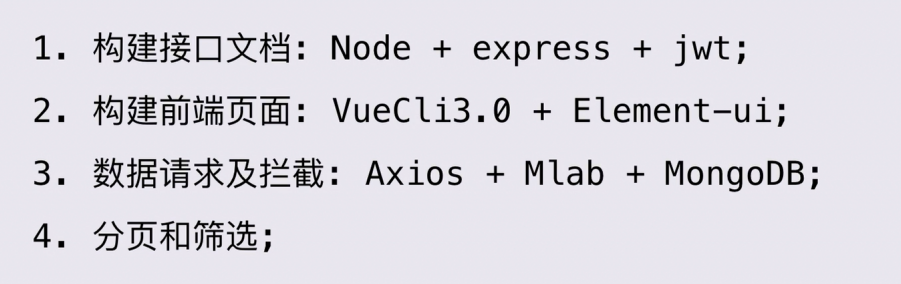 1. 构建接口文档: Node + express + jwt;
2. 构建前端页面: VueCli3.0 + Element-ui;
3. 数据请求及拦截: Axios + Mlab + MongoDB;
4. 分页和筛选;